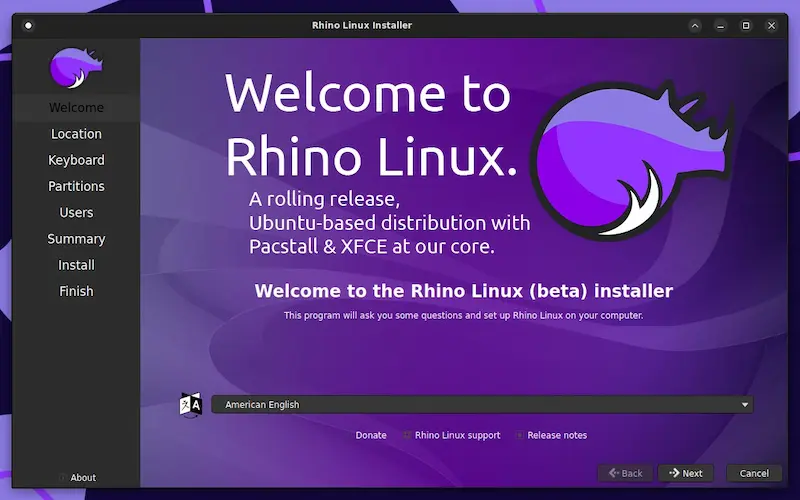 Rhino Linux Installer
Welcome
Location
Keyboard
Partitions
Users
Summary
Install
Finish
About
Welcome to
Rhino Linux.
A rolling release,
Ubuntu-based distribution with
Pacstall & XFCE at our core.
Welcome to the Rhino Linux (beta) installer
This program will ask you some questions and set up Rhino Linux on your computer.
American English
Donate Rhino Linux support Release notes
Back Next Cancel